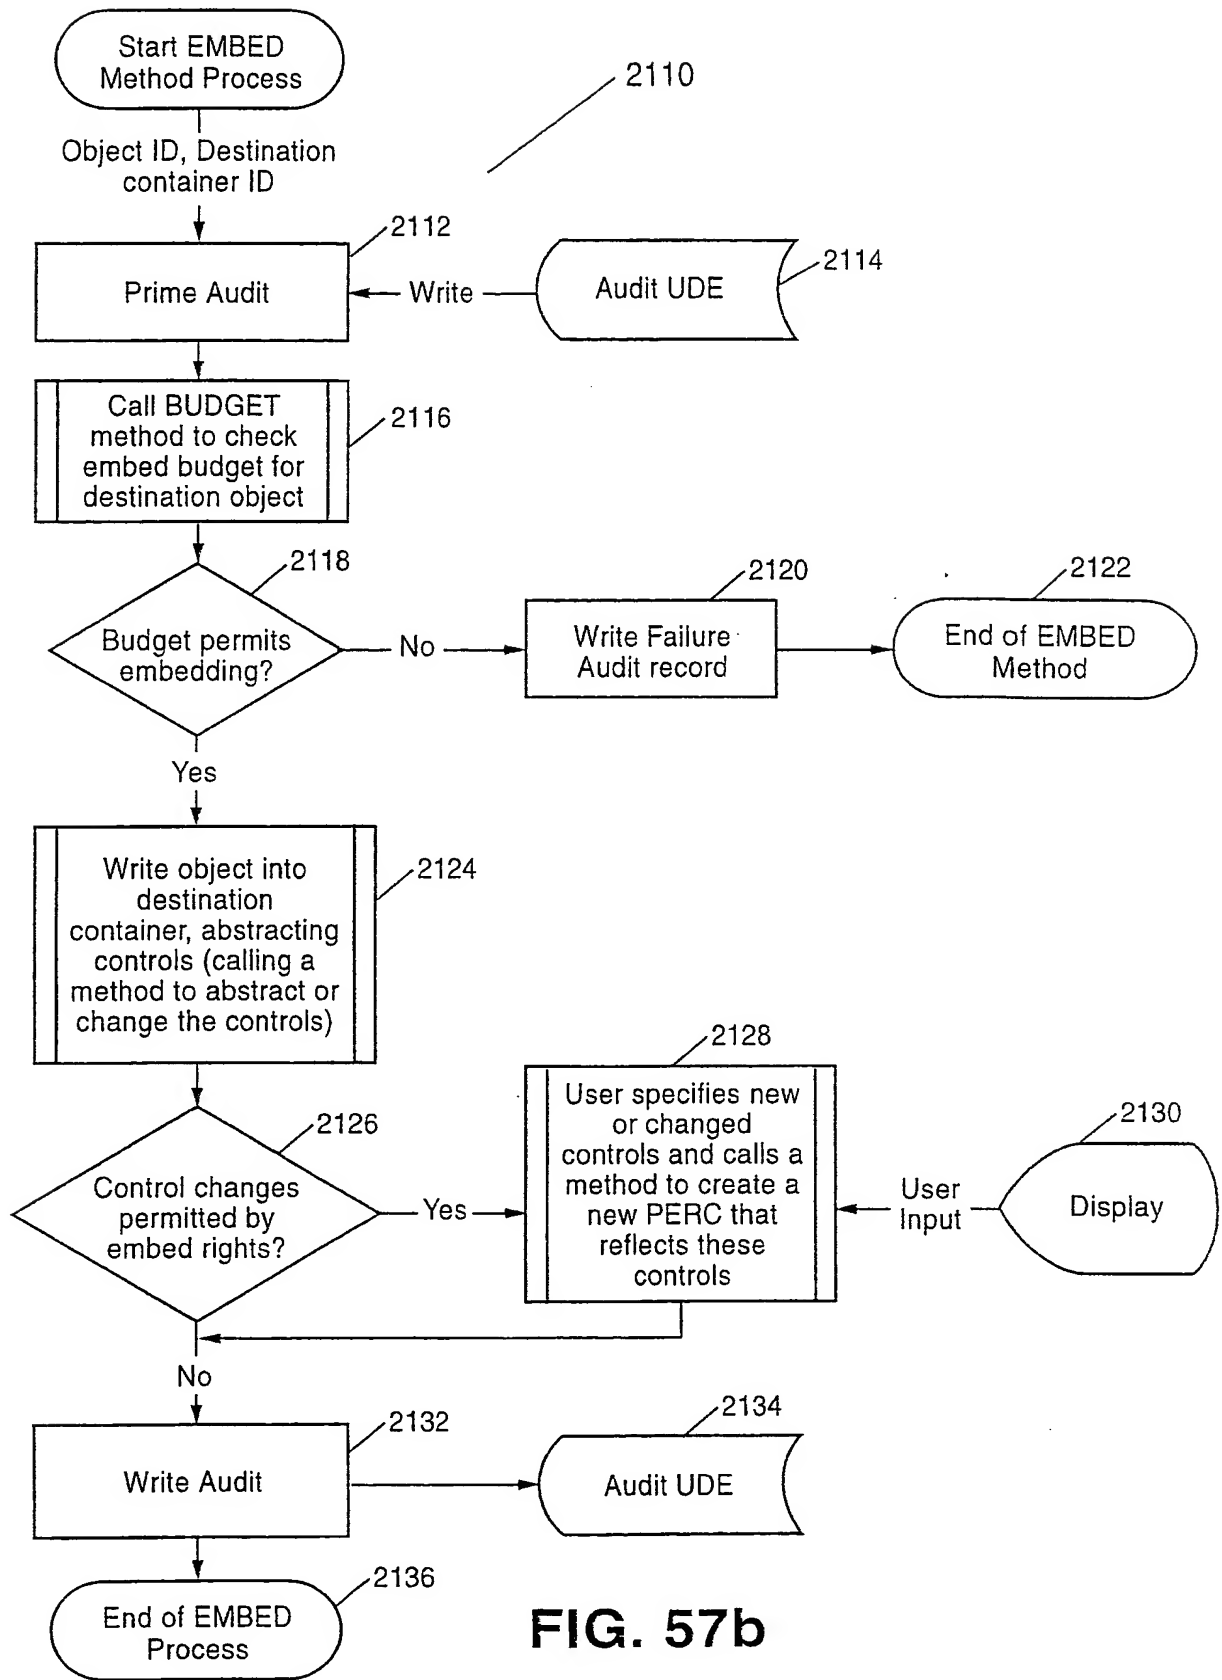 Start EMBED
Method Process
2110
Object ID, Destination
container ID
2112
Prime Audit
Write
Audit UDE
2114
Call BUDGET
method to check
embed budget for
destination object
2116
2118
Budget permits
embedding?
No
2120
Write Failure
Audit record
2122
End of EMBED
Method
Yes
Write object into
destination
container, abstracting
controls (calling a
method to abstract or
change the controls)
2124
2126
Control changes
permitted by
embed rights?
Yes
2128
User specifies new
or changed
controls and calls a
method to create a
new PERC that
reflects these
controls
User
Input
2130
Display
No
2132
Write Audit
2134
Audit UDE
2136
End of EMBED
Process
FIG. 57b